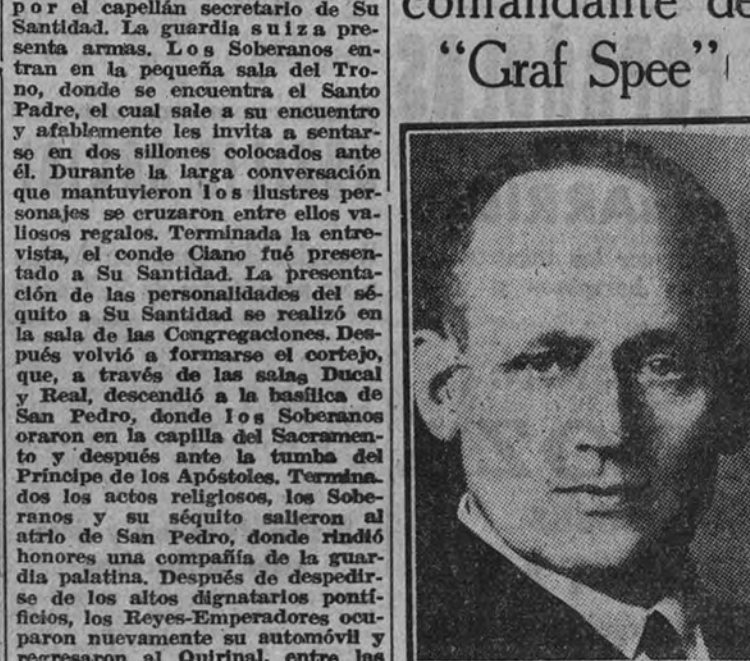 por el capellán secretario de Su
Santidad. La guardia suiza pre-
senta armas. Los Soberanos en-
tran en la pequeña sala del Tro-
no, donde se encuentra el Santo
Padre, el cual sale a su encuentro
y afablemente les invita a sentar-
se en dos sillones colocados ante
él. Durante la larga conversación
que mantuvieron los ilustres per-
sonajes se cruzaron entre ellos va-
liosos regalos. Terminada la entre-
vista, el conde Ciano fué presen-
tado a Su Santidad. La presenta-
ción de las personalidades del sé-
quito a Su Santidad se realizó en
la sala de las Congregaciones. Des-
pués volvió a formarse el cortejo,
que, a través de las salas Ducal
y Real, descendió a la basílica de
San Pedro, donde los Soberanos
oraron en la capilla del Sacramen-
to y después ante la tumba del
Príncipe de los Apóstoles. Termina-
dos los actos religiosos, los Sobe-
ranos y su séquito salieron al
atrio de San Pedro, donde rindió
honores una compañía de la guar-
dia palatina. Después de despedir-
se de los altos dignatarios pontí-
ficios, los Reyes-Emperadores ocu-
paron nuevamente su automóvil y
regresaron al Quirinal, entre las
comandante de
"Graf Spee"